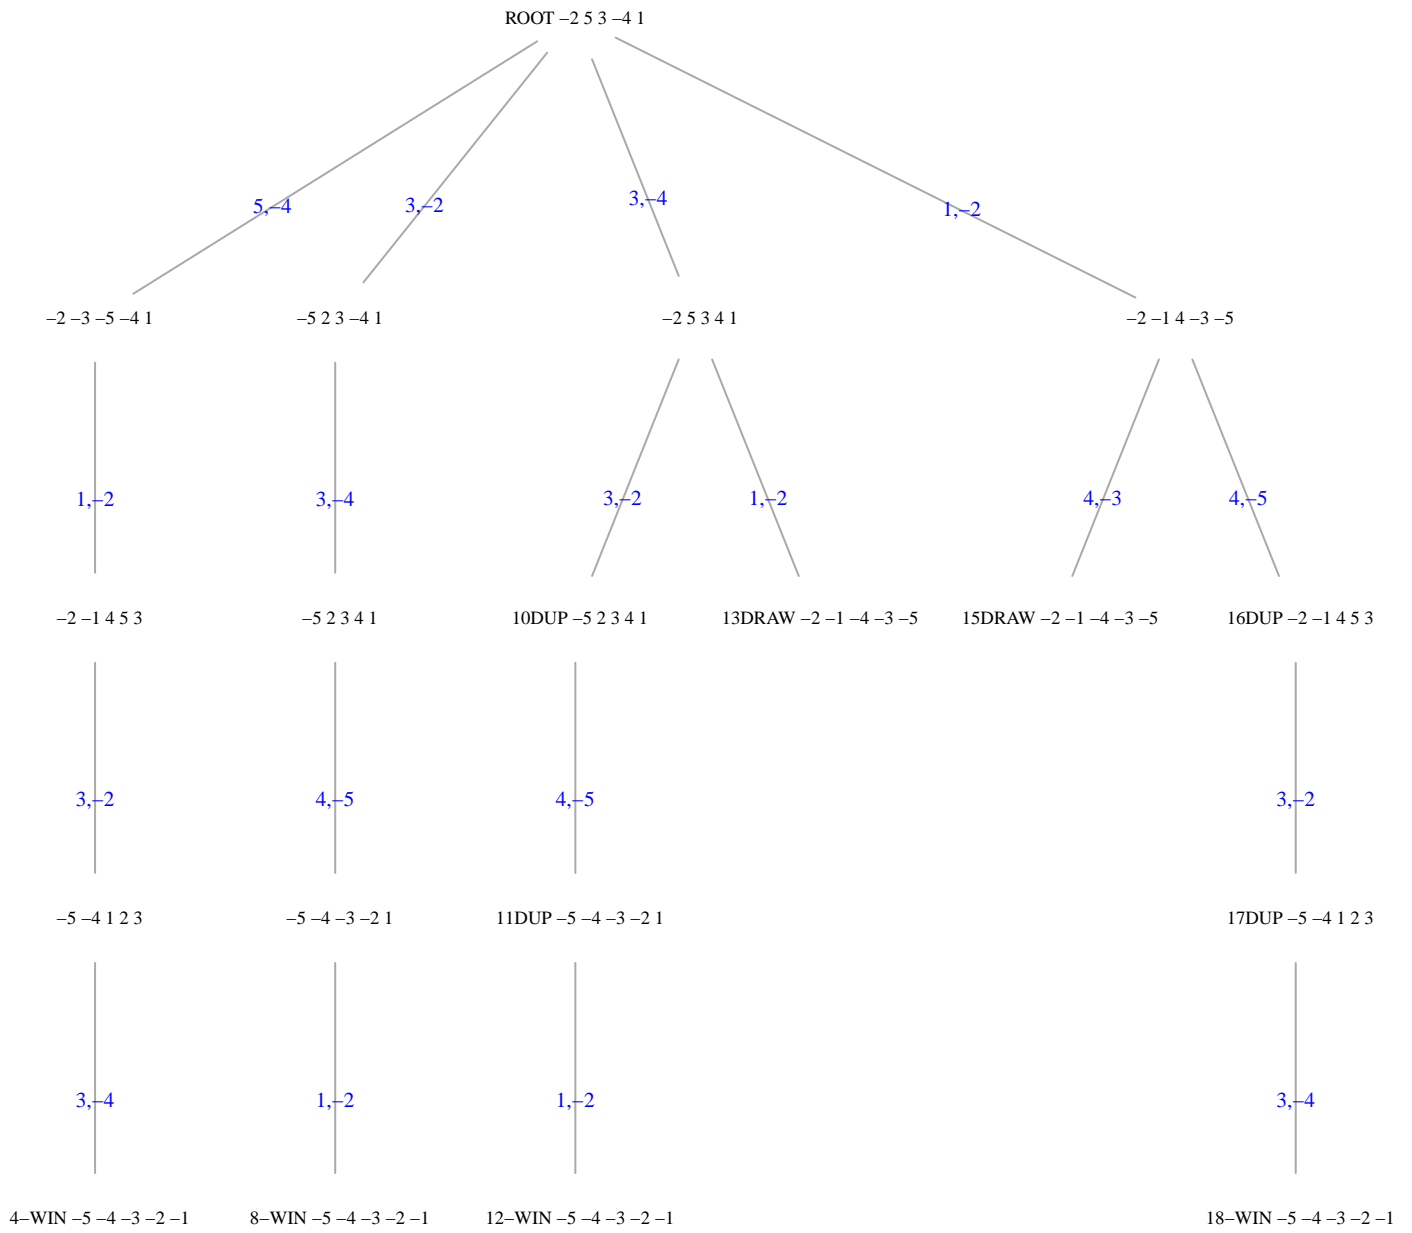 ROOT –2 5 3 –4 1
5,–4
3,–2
3,–4
1,–2
–2 –3 –5 –4 1
–5 2 3 –4 1
–2 5 3 4 1
–2 –1 4 –3 –5
1,–2
3,–4
3,–2
1,–2
4,–3
4,–5
–2 –1 4 5 3
–5 2 3 4 1
10DUP –5 2 3 4 1
13DRAW –2 –1 –4 –3 –5
15DRAW –2 –1 –4 –3 –5
16DUP –2 –1 4 5 3
3,–2
4,–5
4,–5
3,–2
–5 –4 1 2 3
–5 –4 –3 –2 1
11DUP –5 –4 –3 –2 1
17DUP –5 –4 1 2 3
3,–4
1,–2
1,–2
3,–4
4–WIN –5 –4 –3 –2 –1
8–WIN –5 –4 –3 –2 –1
12–WIN –5 –4 –3 –2 –1
18–WIN –5 –4 –3 –2 –1